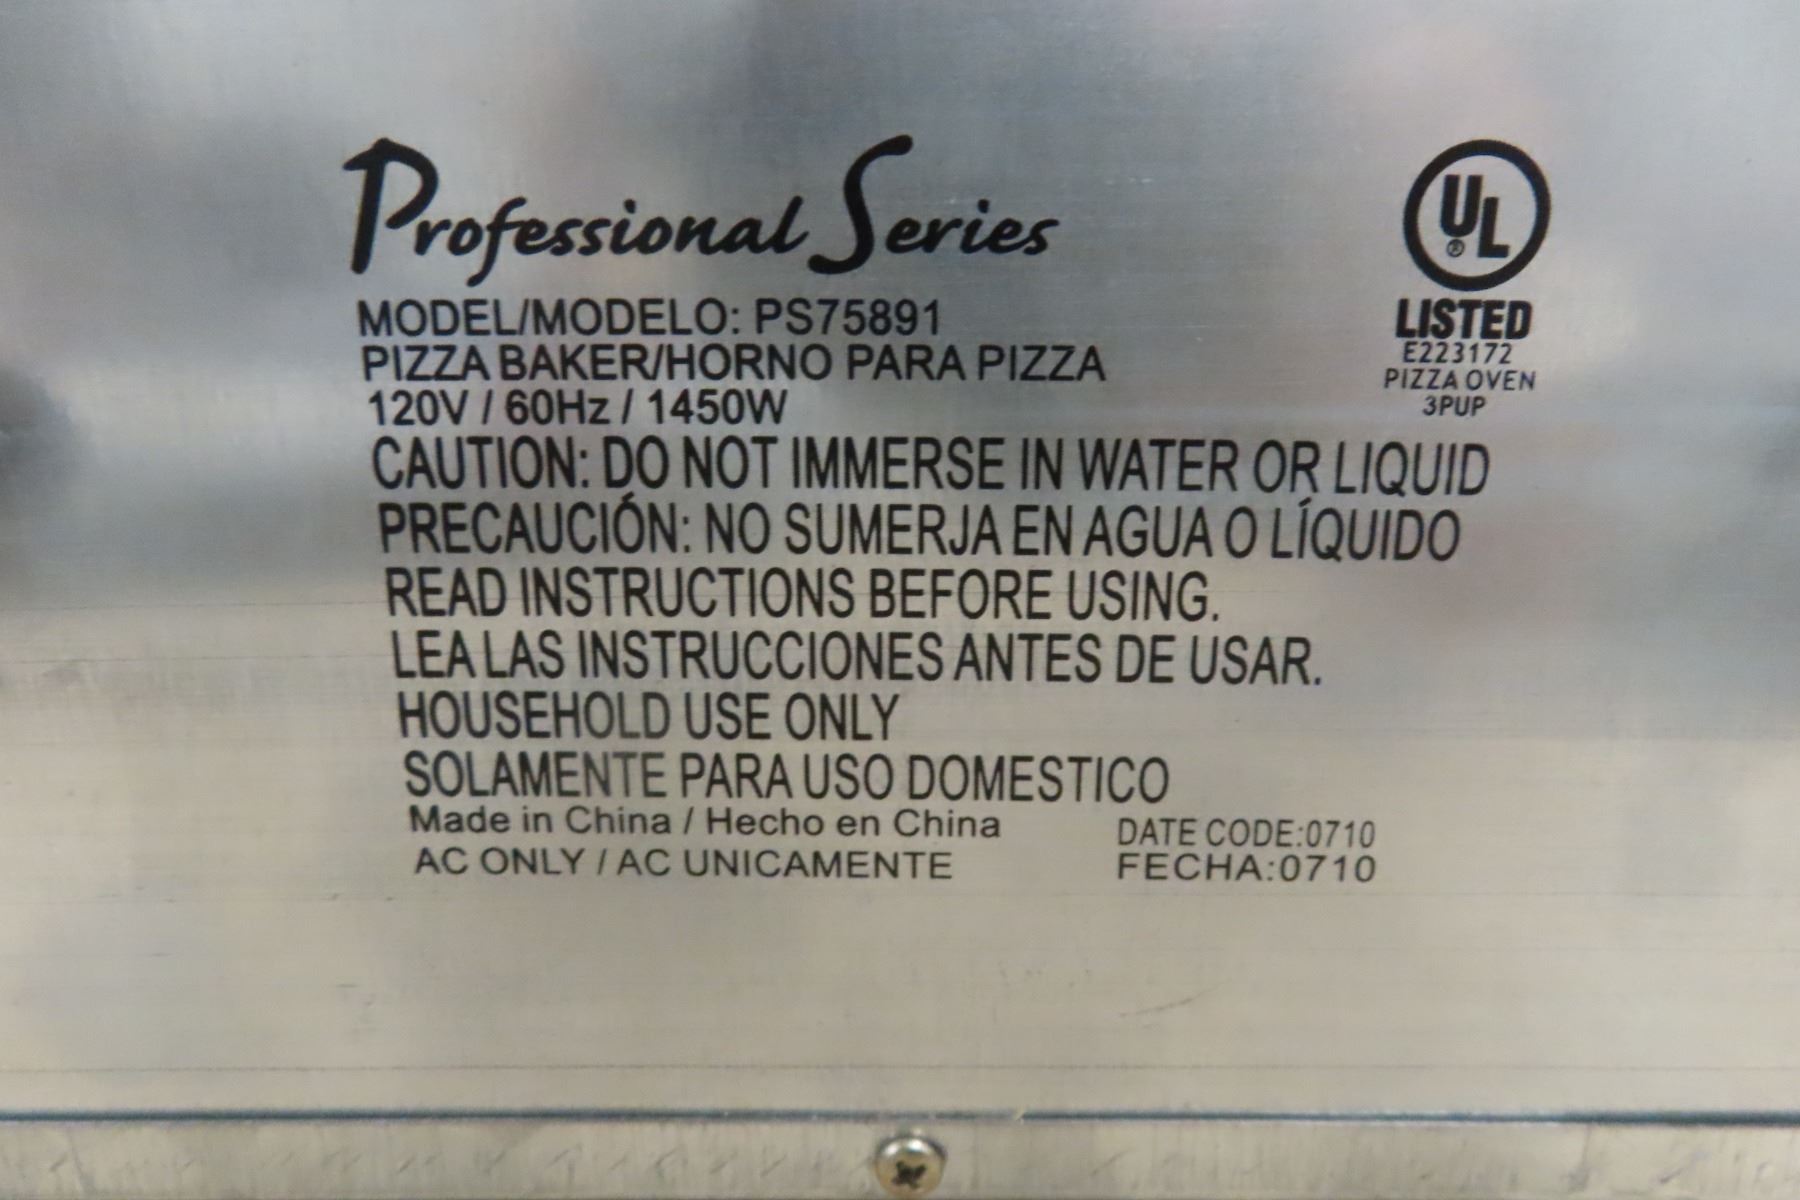 Professional Series
MODEL/MODELO: PS75891
PIZZA BAKER/HORNO PARA PIZZA
120V / 60Hz / 1450W
CAUTION: DO NOT IMMERSE IN WATER OR LIQUID
PRECAUCIÓN: NO SUMERJA EN AGUA O LÍQUIDO
READ INSTRUCTIONS BEFORE USING.
LEA LAS INSTRUCCIONES ANTES DE USAR.
HOUSEHOLD USE ONLY
SOLAMENTE PARA USO DOMESTICO
Made in China / Hecho en China
AC ONLY / AC UNICAMENTE
DATE CODE:0710
FECHA:0710
UL®
LISTED
E223172
PIZZA OVEN
3PUP